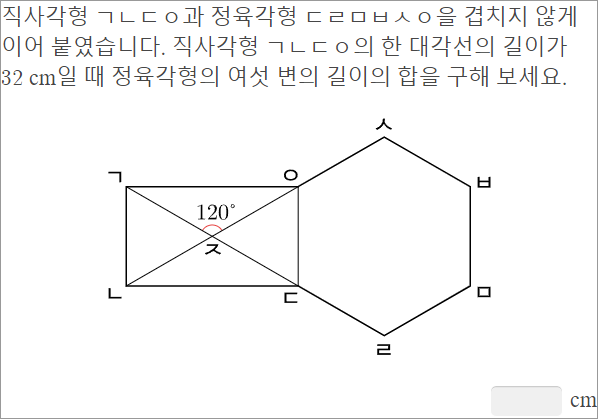 직사각형 ㄱㄴㄷㅇ과 정육각형 ㄷㄹㅁㅂㅅㅇ을 겹치지 않게
이어 붙였습니다. 직사각형 ㄱㄴㄷㅇ의 한 대각선의 길이가
32 cm일 때 정육각형의 여섯 변의 길이의 합을 구해 보세요.
ㅅ
ㄱ ㅇ ㅂ
120°
ㅈ
ㄴ ㄷ ㅁ
ㄹ
cm